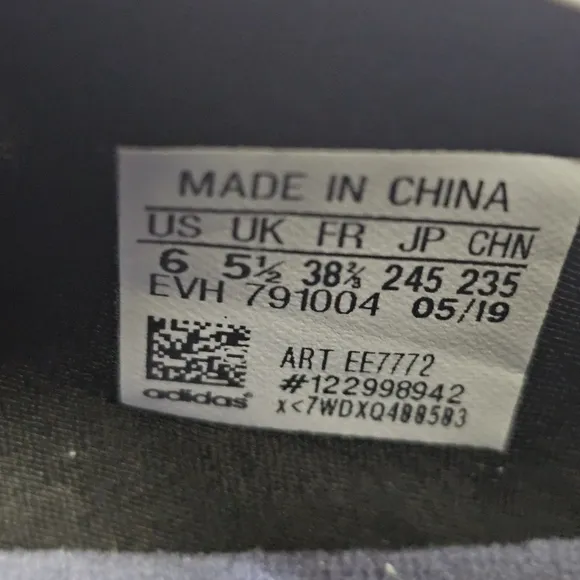 MADE IN CHINA
US UK FR JP CHN
6 5½ 38⅔ 245 235
EVH 791004 05/19
ART EE7772
#122998942
adidas
x<7WDXQ488583